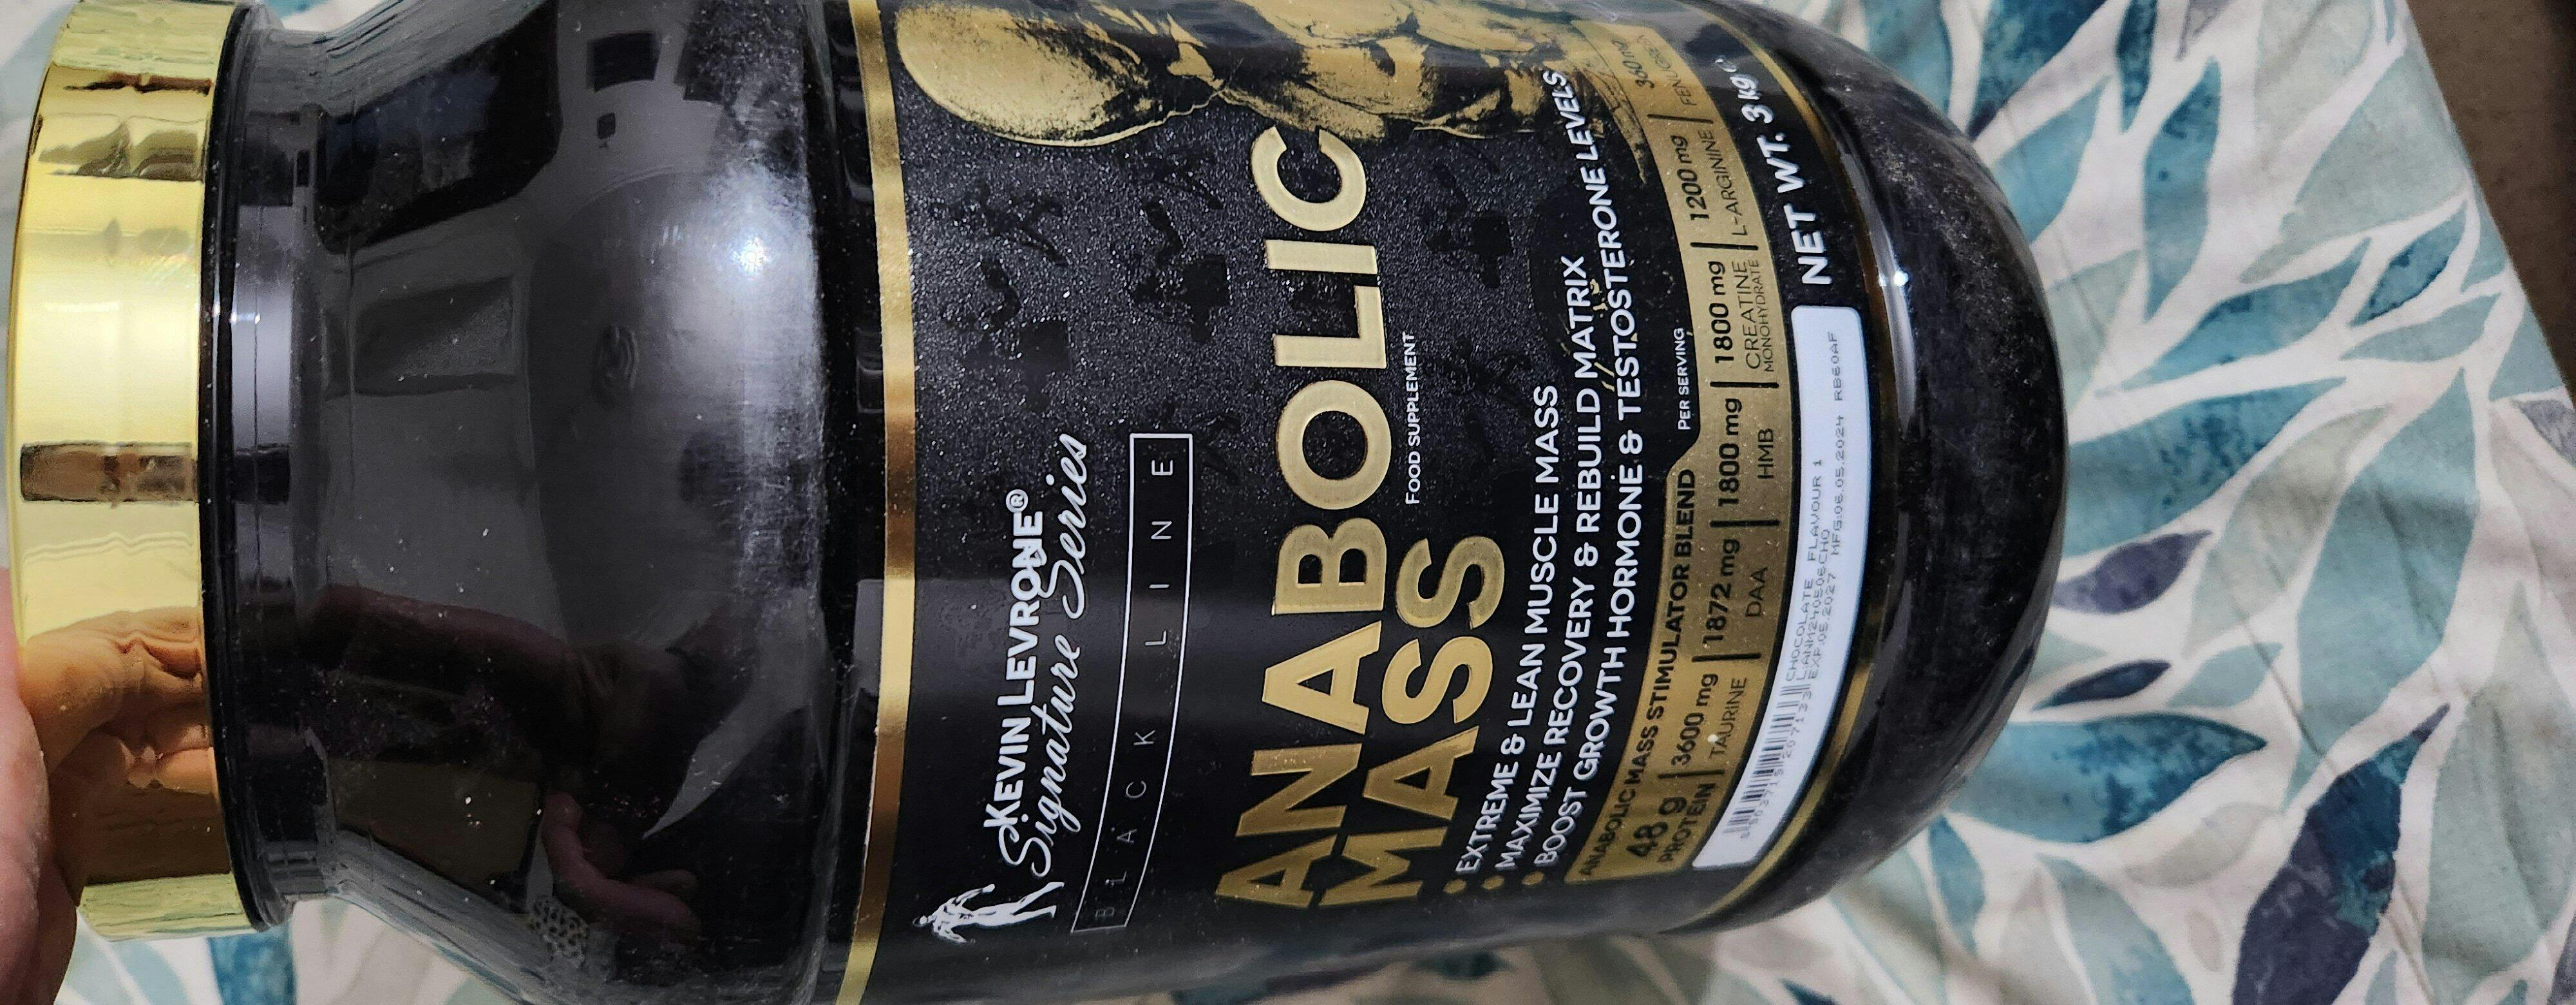 KEVIN LEVRONE®
Signature Series
BLACK LINE
ANABOLIC
MASS
FOOD SUPPLEMENT
• EXTREME & LEAN MUSCLE MASS
• MAXIMIZE RECOVERY & REBUILD MATRIX
• BOOST GROWTH HORMONE & TESTOSTERONE LEVELS
ANABOLIC MASS STIMULATOR BLEND
PER SERVING
48 g PROTEIN
3600 mg TAURINE
1872 mg DAA
1800 mg HMB
1800 mg CREATINE MONOHYDRATE
1200 mg L-ARGININE
360 mg
CHOCOLATE FLAVOUR 1
EXP.05.2027 MFG:06.05.2024 RB60AF
NET WT. 3 kg